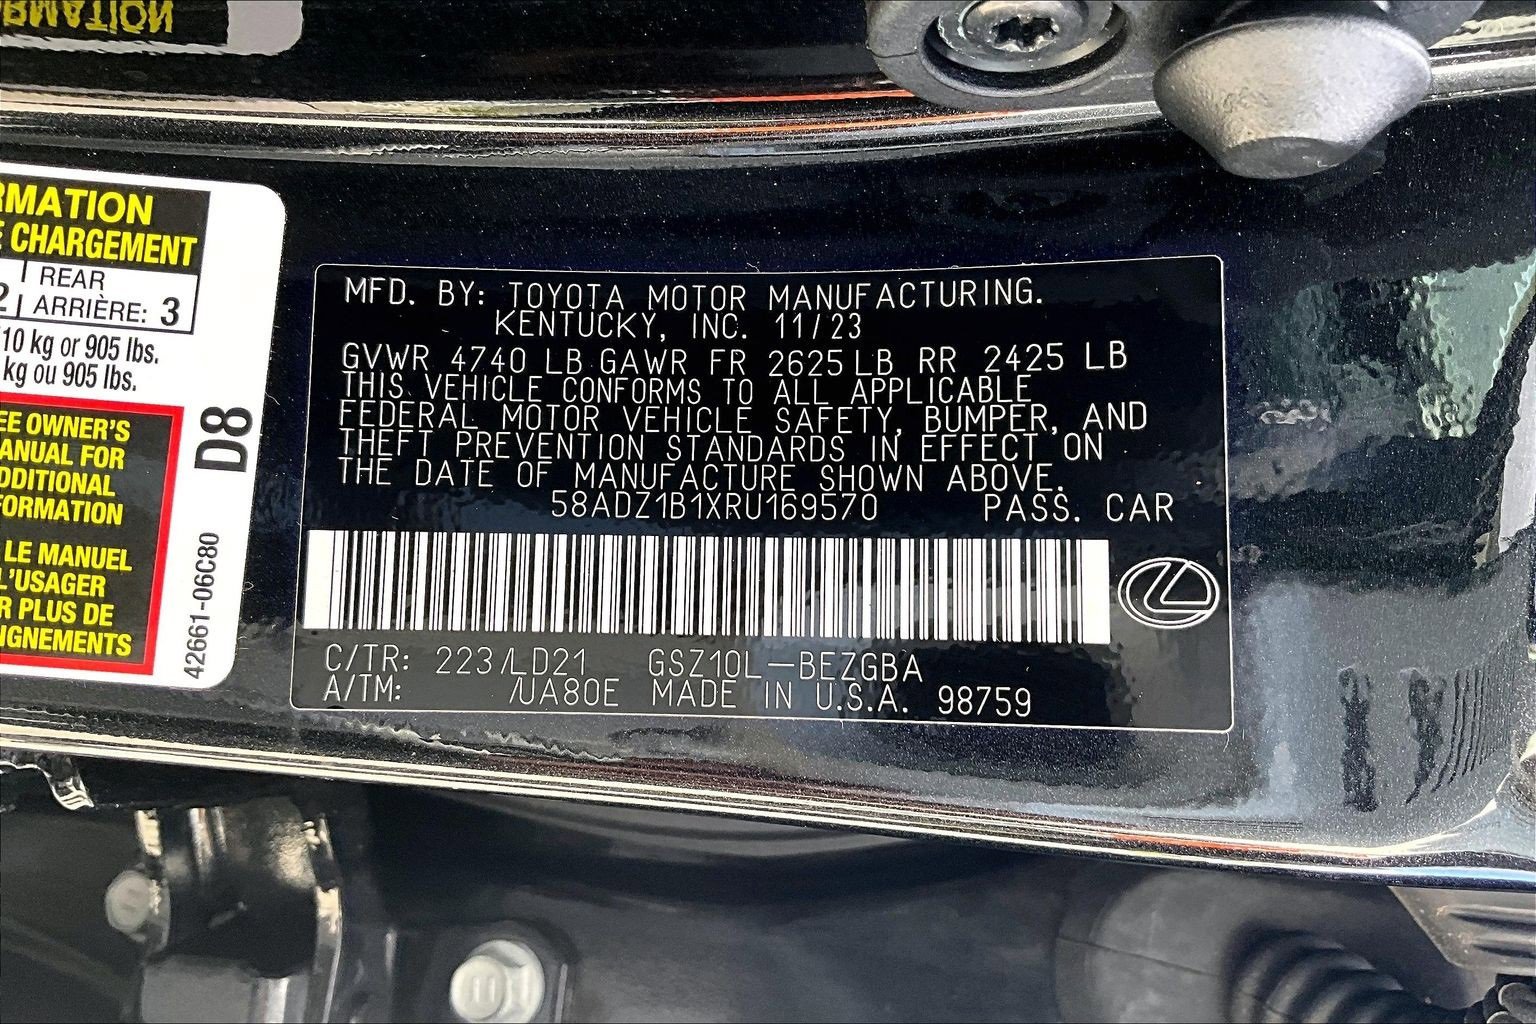 RMATION
RMATION
E CHARGEMENT
2 REAR
ARRIÈRE: 3
10 kg or 905 lbs.
kg ou 905 lbs.
EE OWNER'S
ANUAL FOR
DDITIONAL
FORMATION
LE MANUEL
L'USAGER
R PLUS DE
IGNEMENTS
D8
42661-06C80
MFD. BY: TOYOTA MOTOR MANUFACTURING.
KENTUCKY, INC. 11/23
GVWR 4740 LB GAWR FR 2625 LB RR 2425 LB
THIS VEHICLE CONFORMS TO ALL APPLICABLE
FEDERAL MOTOR VEHICLE SAFETY, BUMPER, AND
THEFT PREVENTION STANDARDS IN EFFECT ON
THE DATE OF MANUFACTURE SHOWN ABOVE.
58ADZ1B1XRU169570 PASS. CAR
C/TR: 223/LD21 GSZ10L-BEZGBA
A/TM: /UA80E MADE IN U.S.A. 98759